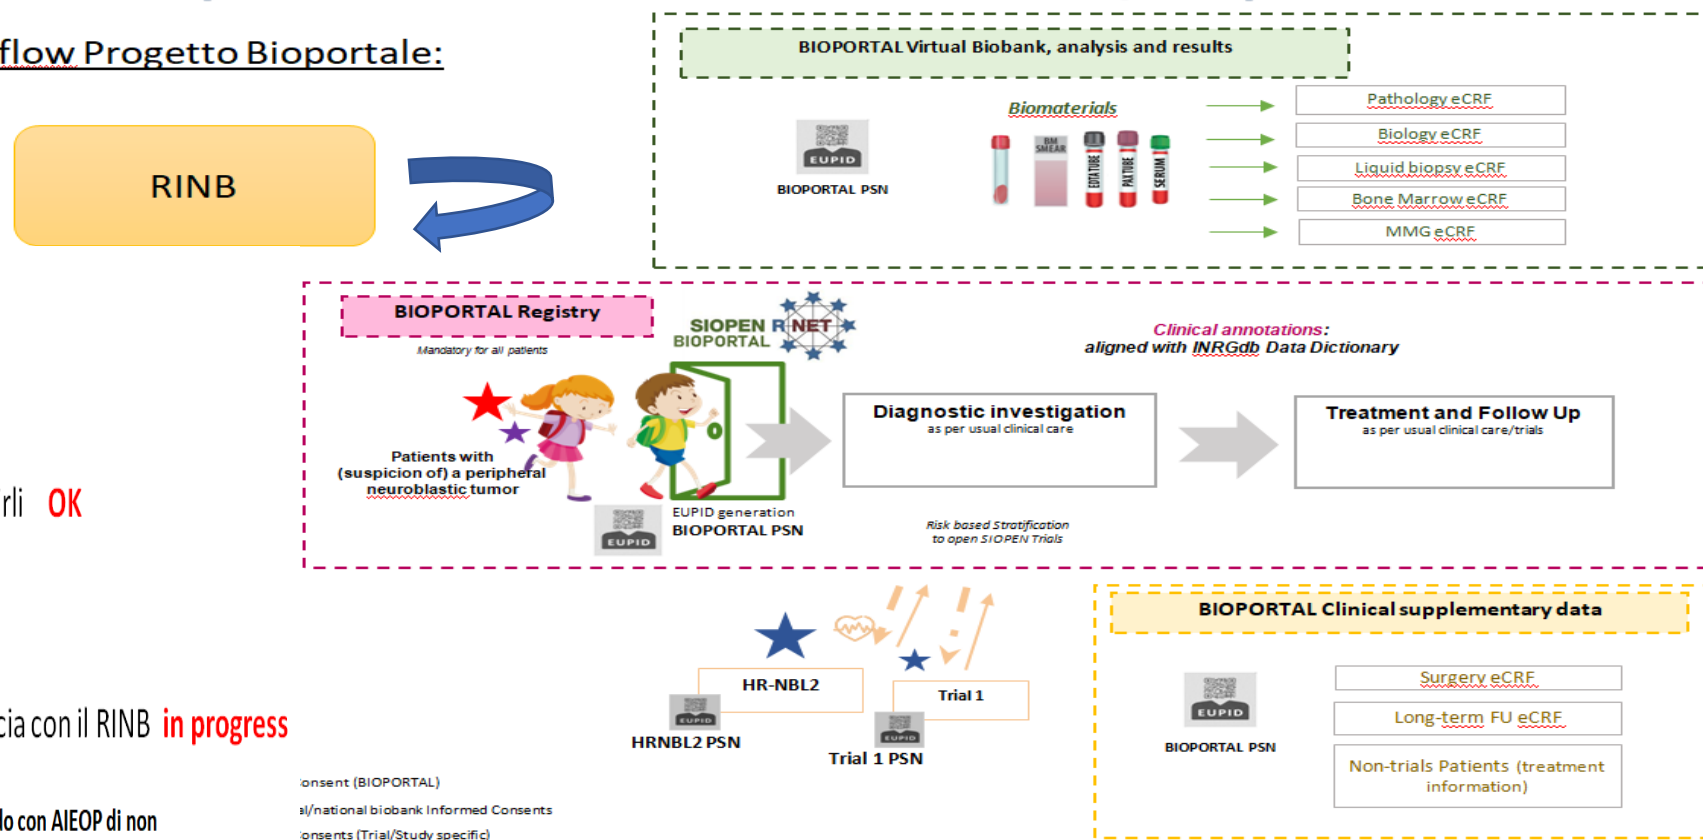 flow Progetto Bioportale:
RINB
BIOPORTAL Virtual Biobank, analysis and results
EUPID
BIOPORTAL PSN
Biomaterials
BM SMEAR
EDTA TUBE
PAX TUBE
SERUM
Pathology eCRF
Biology eCRF
Liquid biopsy eCRF
Bone Marrow eCRF
MMG eCRF
BIOPORTAL Registry
Mandatory for all patients
SIOPEN R NET
BIOPORTAL
Clinical annotations:
aligned with INRGdb Data Dictionary
Patients with
(suspicion of) a peripheral
neuroblastic tumor
EUPID
EUPID generation
BIOPORTAL PSN
Diagnostic investigation
as per usual clinical care
Risk based Stratification
to open SIOPEN Trials
Treatment and Follow Up
as per usual clinical care/trials
rli OK
cia con il RINB in progress
lo con AIEOP di non
HR-NBL2
EUPID
HRNBL2 PSN
Trial 1
EUPID
Trial 1 PSN
onsent (BIOPORTAL)
al/national biobank Informed Consents
onsents (Trial/Study specific)
BIOPORTAL Clinical supplementary data
EUPID
BIOPORTAL PSN
Surgery eCRF
Long-term FU eCRF
Non-trials Patients (treatment
information)